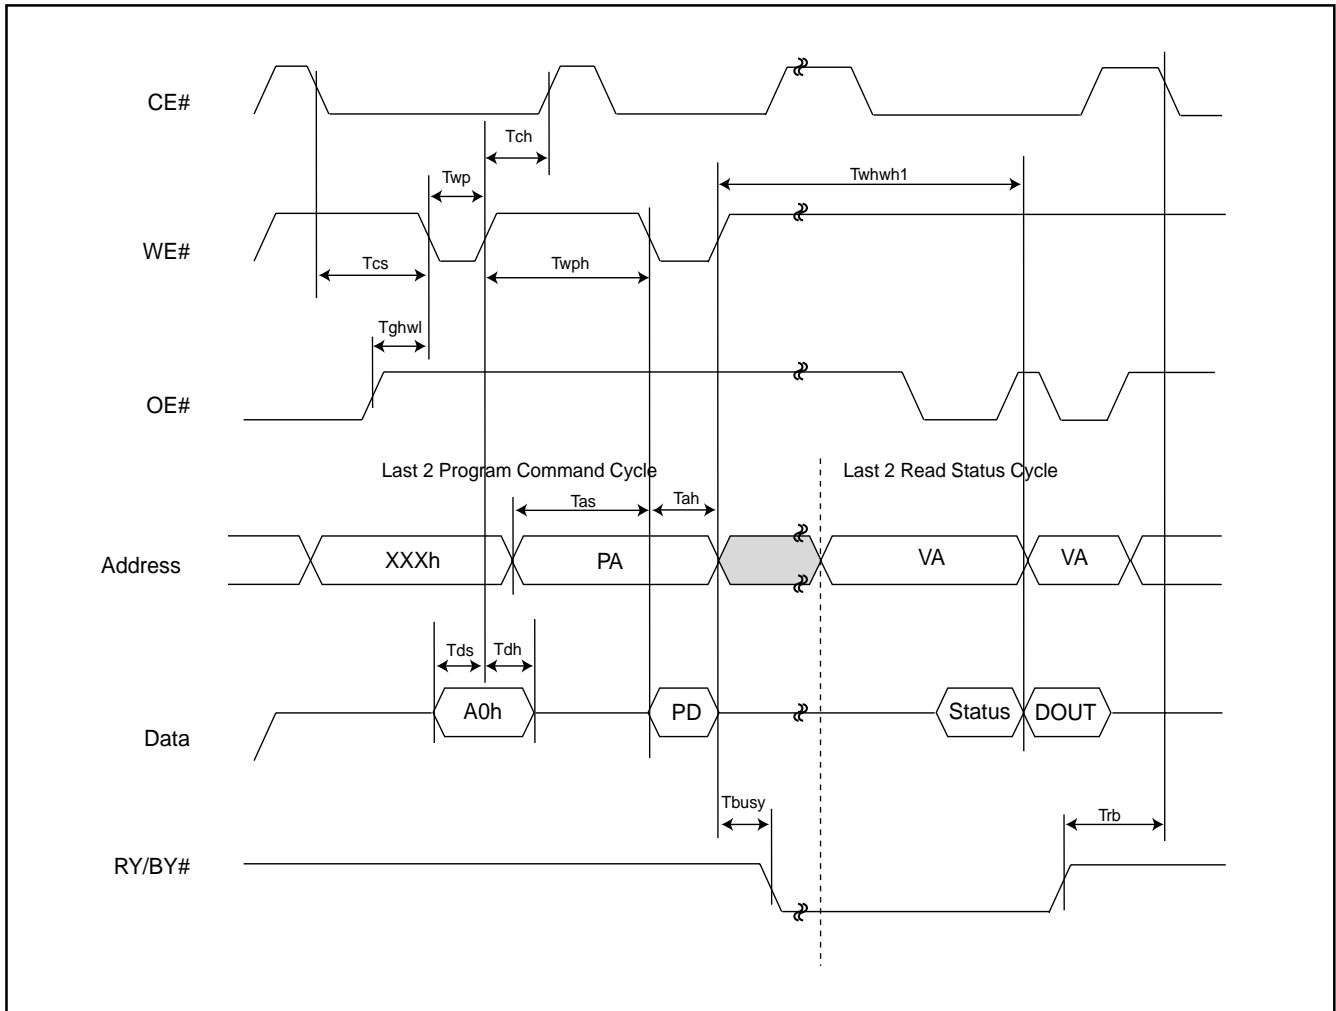 CE#
Tch
Twp
Twhwh1
WE#
Tcs
Twph
Tghwl
OE#
Last 2 Program Command Cycle
Last 2 Read Status Cycle
Tas
Tah
Address
XXXh
PA
VA
VA
Tds
Tdh
Data
A0h
PD
Status
DOUT
Tbusy
Trb
RY/BY#